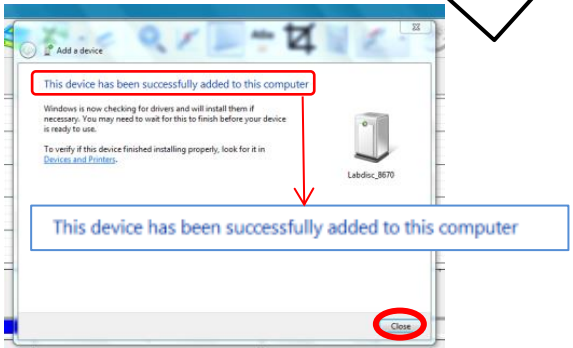 Add a device
This device has been successfully added to this computer
Windows is now checking for drivers and will install them if
necessary. You may need to wait for this to finish before your device
is ready to use.
To verify if this device finished installing properly, look for it in
Devices and Printers.
Labdisc_8670
This device has been successfully added to this computer
Close